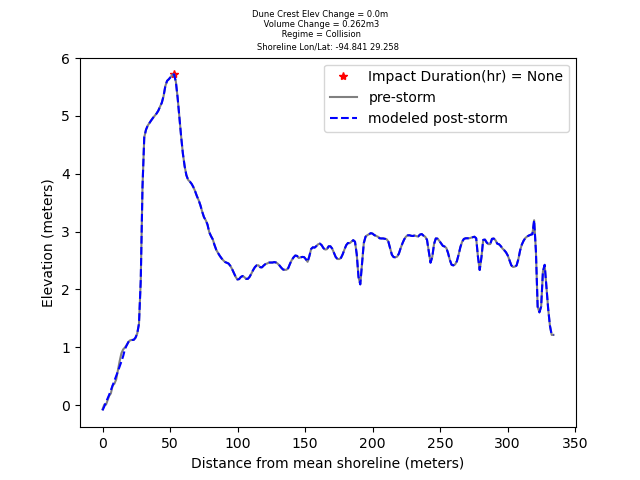 Dune Crest Elev Change = 0.0m
Volume Change = 0.262m3
Regime = Collision
Shoreline Lon/Lat: -94.841 29.258
Impact Duration(hr) = None
pre-storm
modeled post-storm
Elevation (meters)
6
5
4
3
2
1
0
0 50 100 150 200 250 300 350
Distance from mean shoreline (meters)